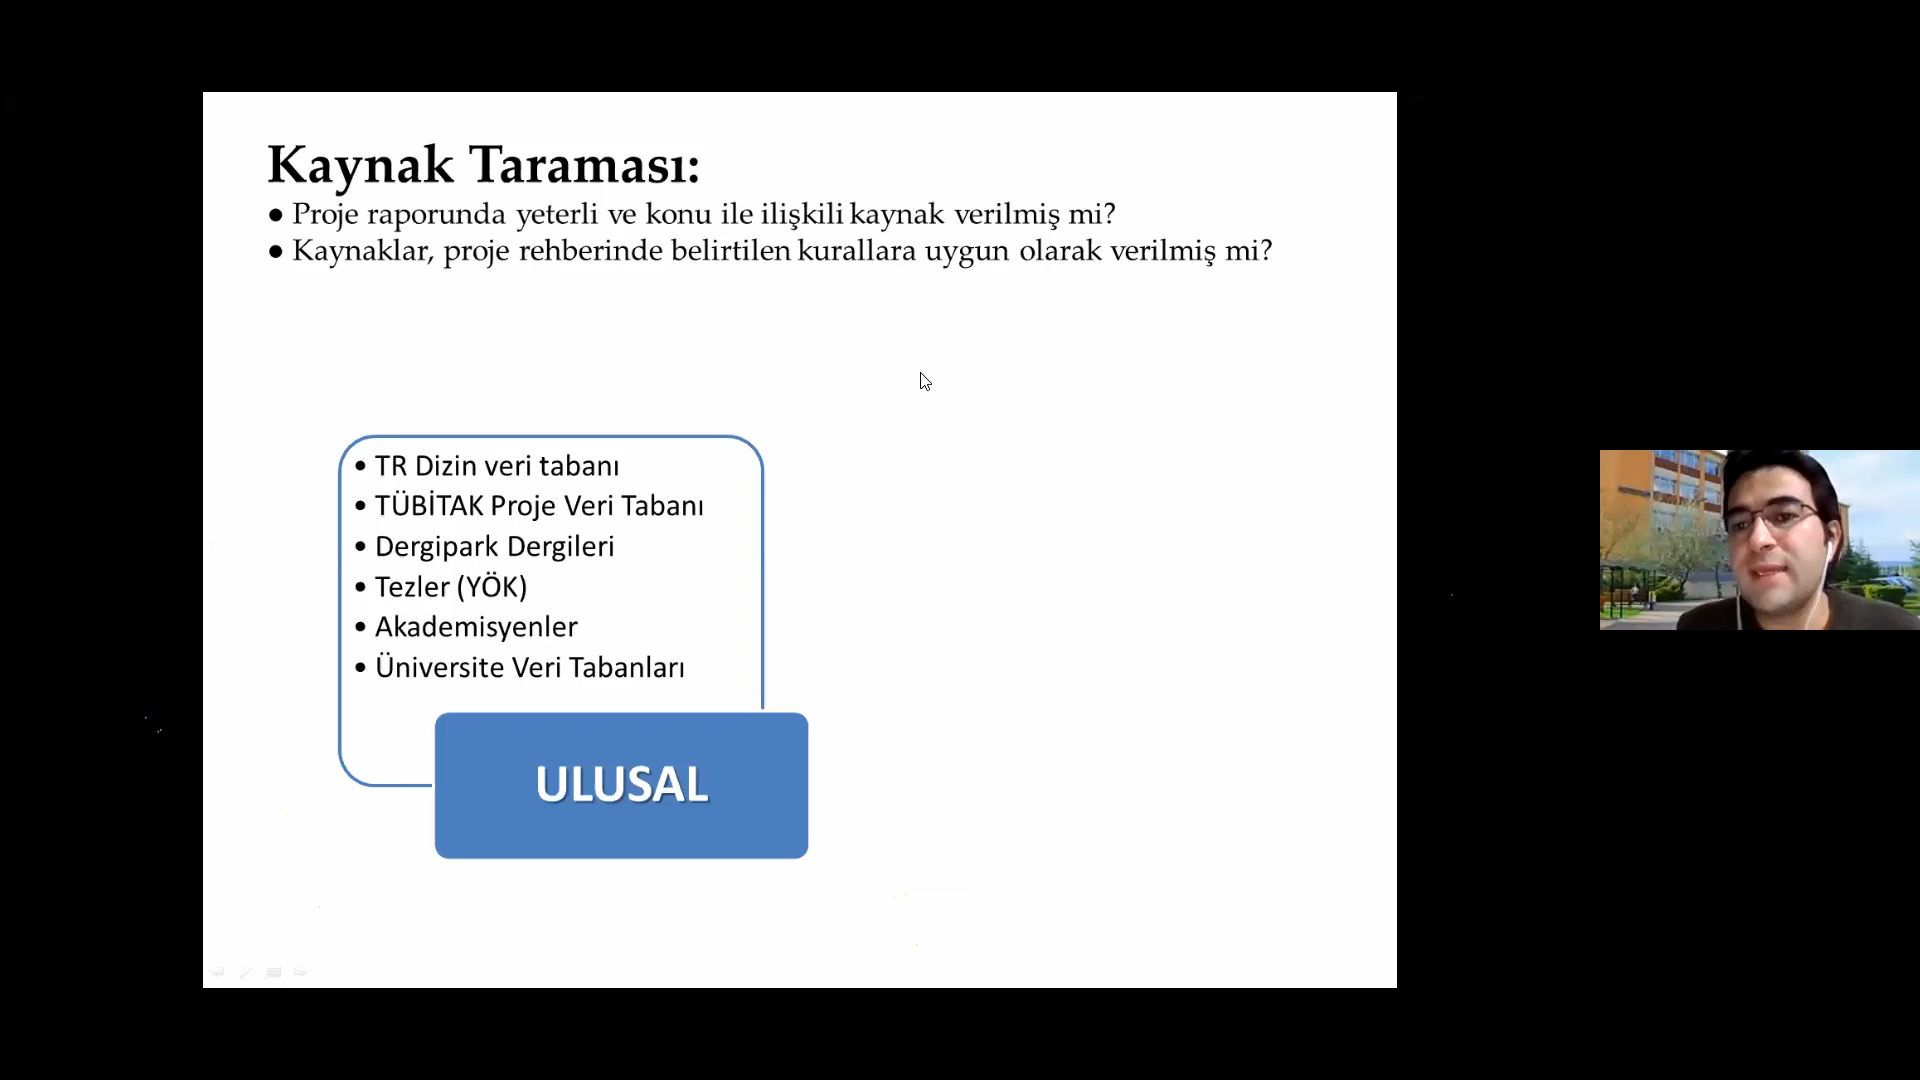 Kaynak Taraması:
● Proje raporunda yeterli ve konu ile ilişkili kaynak verilmiş mi?
● Kaynaklar, proje rehberinde belirtilen kurallara uygun olarak verilmiş mi?
• TR Dizin veri tabanı
• TÜBİTAK Proje Veri Tabanı
• Dergipark Dergileri
• Tezler (YÖK)
• Akademisyenler
• Üniversite Veri Tabanları
ULUSAL